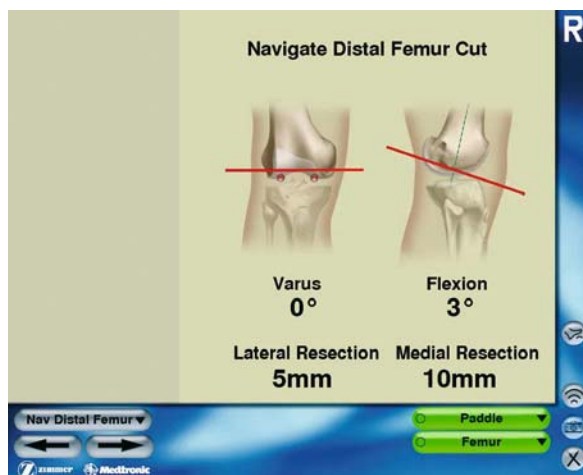 Navigate Distal Femur Cut
R
Varus
0°
Flexion
3°
Lateral Resection
5mm
Medial Resection
10mm
Nav Distal Femur
Paddle
Femur
zimmer
Medtronic